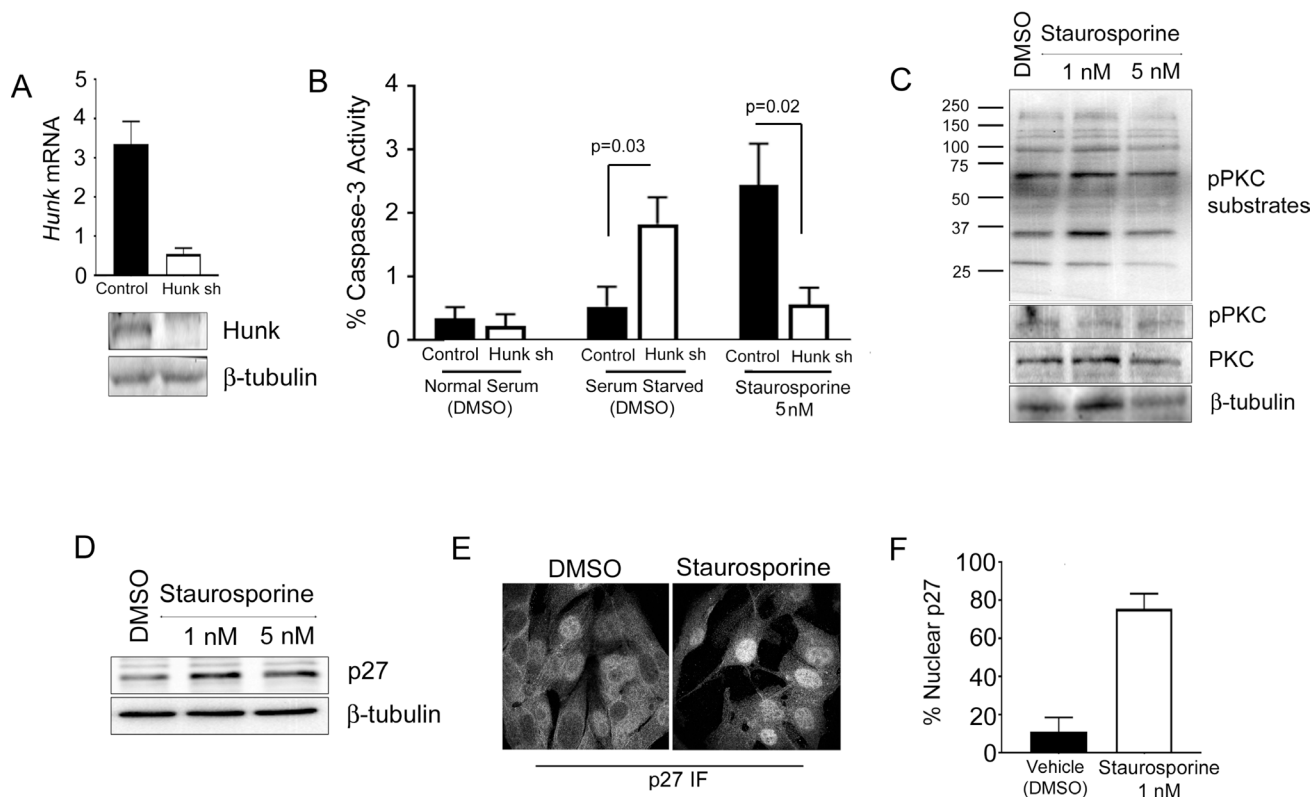 A
Hunk mRNA
5
4
3
2
1
0
Control Hunk sh
Hunk
β-tubulin
B
% Caspase-3 Activity
4
3
2
1
0
p=0.03
p=0.02
Control Hunk sh
Control Hunk sh
Control Hunk sh
Normal Serum
(DMSO)
Serum Starved
(DMSO)
Staurosporine
5nM
C
DMSO
Staurosporine
1 nM 5 nM
250
150
100
75
50
37
25
pPKC
substrates
pPKC
PKC
β-tubulin
D
DMSO
Staurosporine
1 nM 5 nM
p27
β-tubulin
E
DMSO Staurosporine
p27 IF
F
% Nuclear p27
100
80
60
40
20
0
Vehicle
(DMSO)
Staurosporine
1 nM